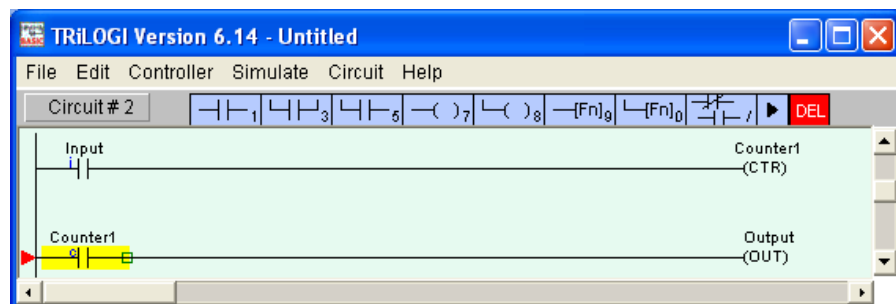 TRiLOGI Version 6.14 - Untitled
File Edit Controller Simulate Circuit Help
Circuit # 2 1 3 5 ( )7 ( )8 [Fn]9 [Fn]0 / DEL
Input Counter1
i (CTR)
Counter1 Output
c (OUT)